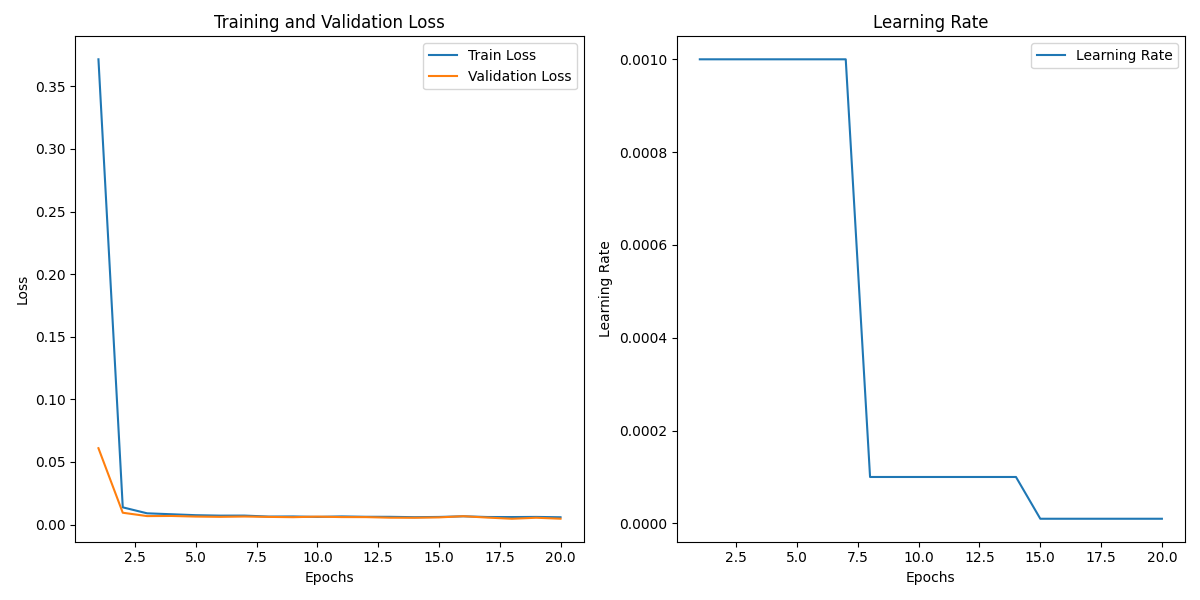 Training and Validation Loss
Train Loss
Validation Loss
0.35
0.30
0.25
0.20
0.15
0.10
0.05
0.00
Loss
2.5 5.0 7.5 10.0 12.5 15.0 17.5 20.0
Epochs
Learning Rate
Learning Rate
0.0010
0.0008
0.0006
0.0004
0.0002
0.0000
Learning Rate
2.5 5.0 7.5 10.0 12.5 15.0 17.5 20.0
Epochs